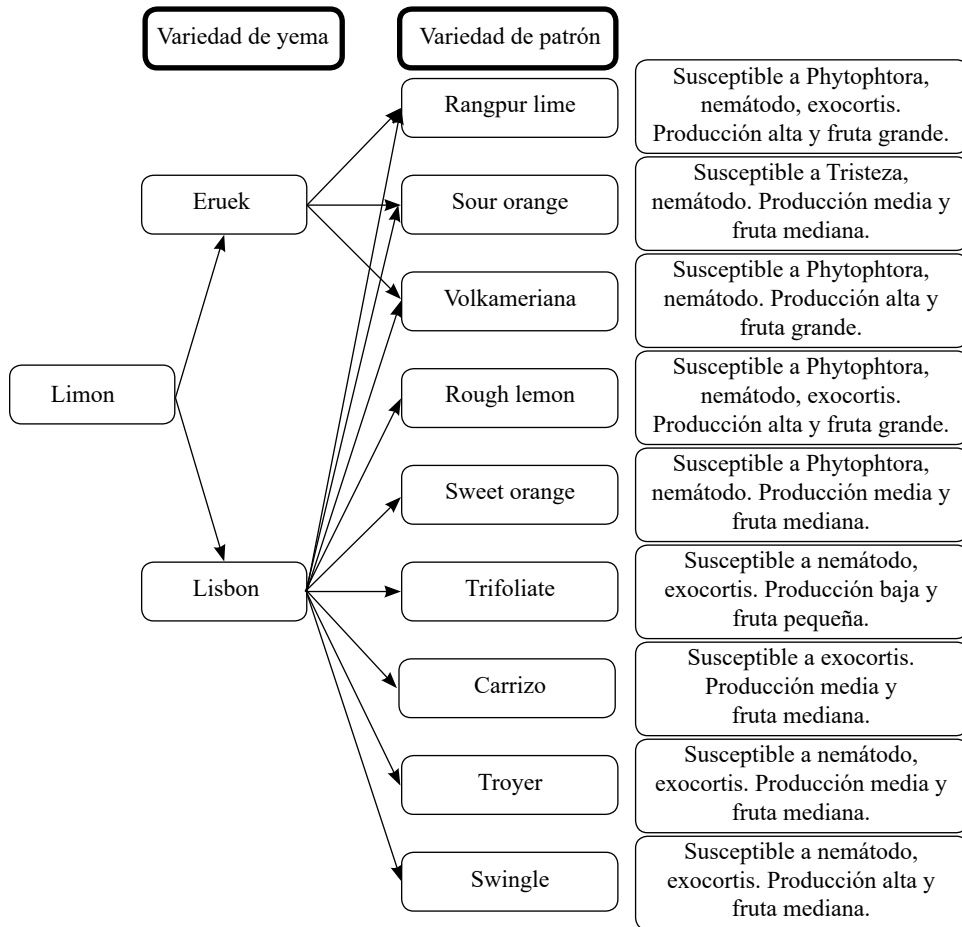 Variedad de yema
Variedad de patrón
Rangpur lime
Susceptible a Phytophtora,
nemátodo, exocortis.
Producción alta y fruta grande.
Eruek
Sour orange
Susceptible a Tristeza,
nemátodo. Producción media y
fruta mediana.
Volkameriana
Susceptible a Phytophtora,
nemátodo. Producción alta y
fruta grande.
Limon
Rough lemon
Susceptible a Phytophtora,
nemátodo, exocortis.
Producción alta y fruta grande.
Sweet orange
Susceptible a Phytophtora,
nemátodo. Producción media y
fruta mediana.
Lisbon
Trifoliate
Susceptible a nemátodo,
exocortis. Producción baja y
fruta pequeña.
Carrizo
Susceptible a exocortis.
Producción media y
fruta mediana.
Troyer
Susceptible a nemátodo,
exocortis. Producción media y
fruta mediana.
Swingle
Susceptible a nemátodo,
exocortis. Producción alta y
fruta mediana.